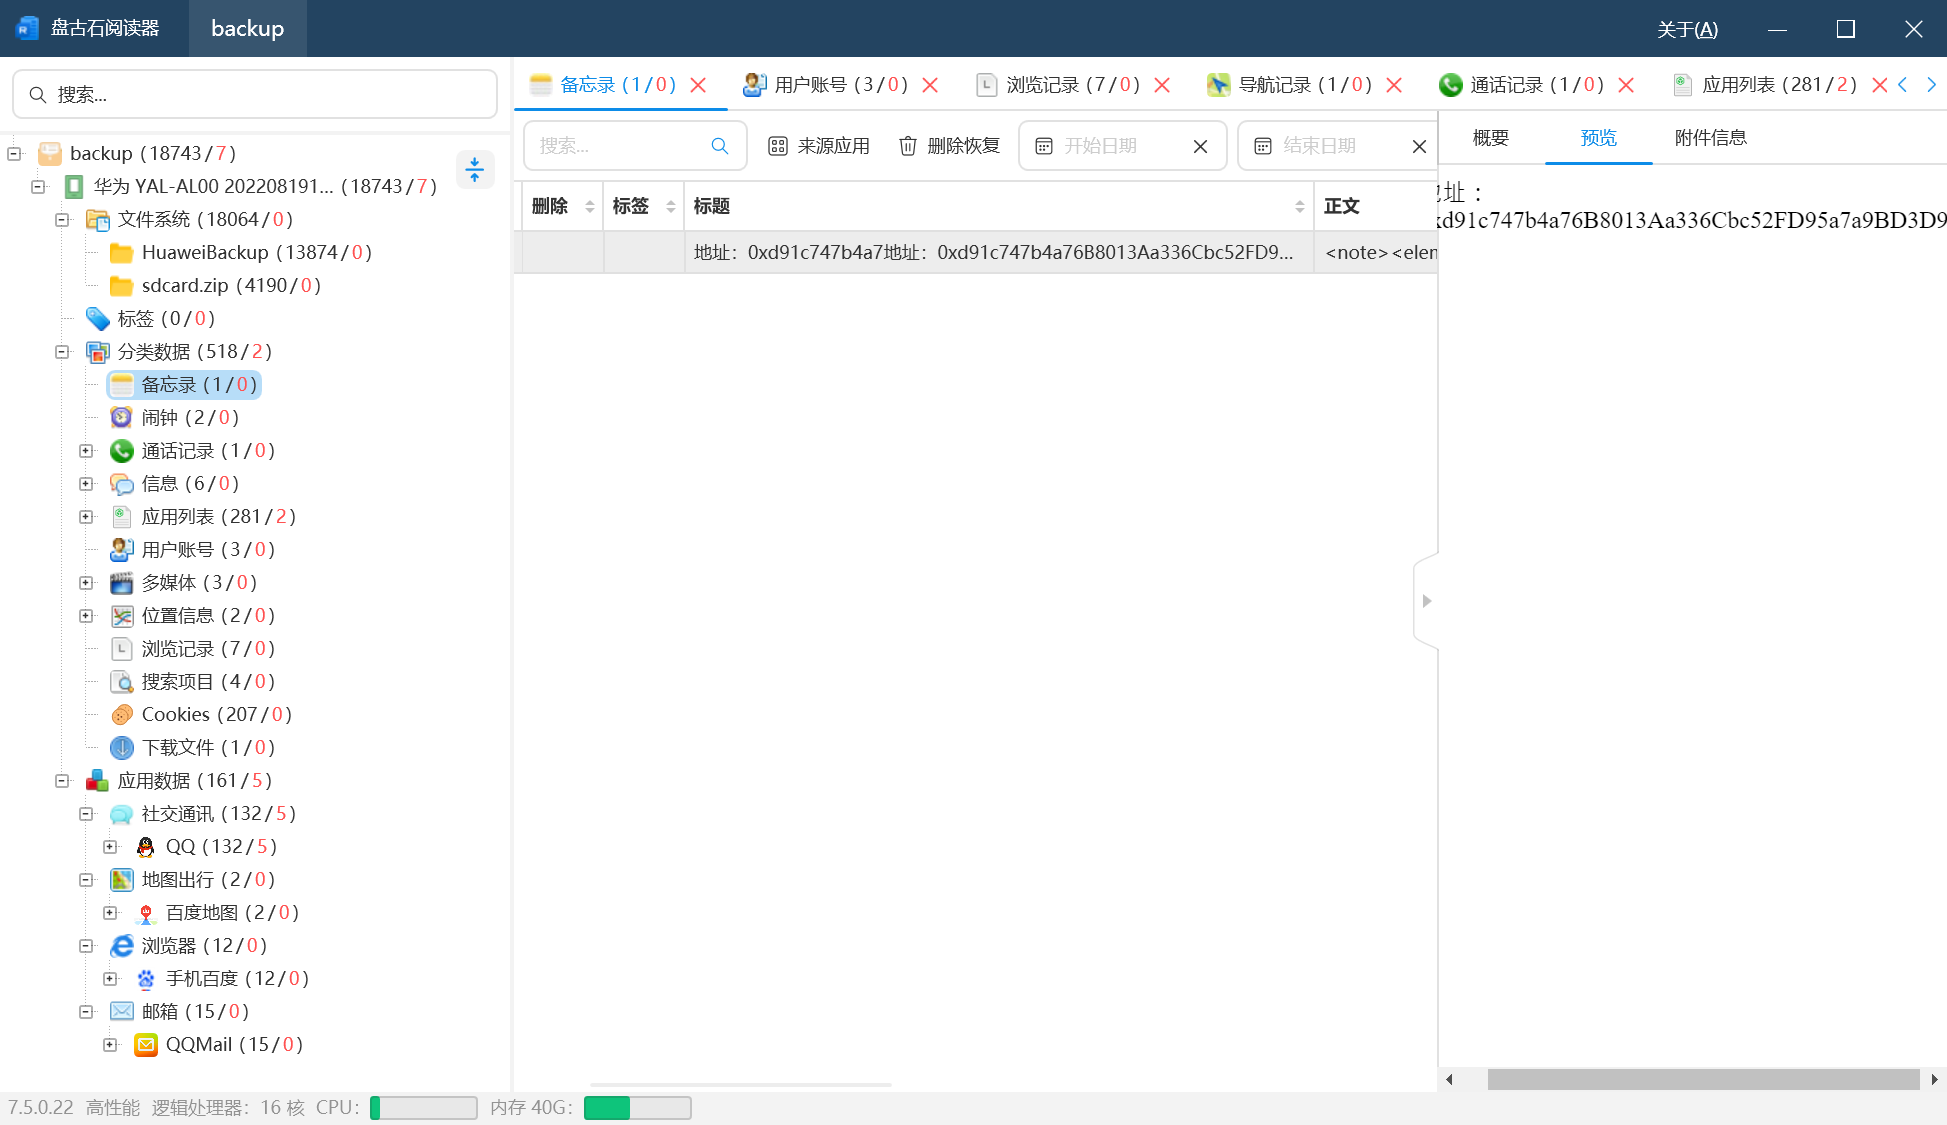 盘古石阅读器
backup
关于(A)
搜索...
备忘录 (1/0)
用户账号 (3/0)
浏览记录 (7/0)
导航记录 (1/0)
通话记录 (1/0)
应用列表 (281/2)
backup (18743/7)
华为 YAL-AL00 202208191... (18743/7)
文件系统 (18064/0)
HuaweiBackup (13874/0)
sdcard.zip (4190/0)
标签 (0/0)
分类数据 (518/2)
备忘录 (1/0)
闹钟 (2/0)
通话记录 (1/0)
信息 (6/0)
应用列表 (281/2)
用户账号 (3/0)
多媒体 (3/0)
位置信息 (2/0)
浏览记录 (7/0)
搜索项目 (4/0)
Cookies (207/0)
下载文件 (1/0)
应用数据 (161/5)
社交通讯 (132/5)
QQ (132/5)
地图出行 (2/0)
百度地图 (2/0)
浏览器 (12/0)
手机百度 (12/0)
邮箱 (15/0)
QQMail (15/0)
搜索...
来源应用
删除恢复
开始日期
结束日期
删除 标签 标题 正文
地址：0xd91c747b4a7地址：0xd91c747b4a76B8013Aa336Cbc52FD9... <note><elen
概要
预览
附件信息
址：
xd91c747b4a76B8013Aa336Cbc52FD95a7a9BD3D9
7.5.0.22 高性能 逻辑处理器：16 核 CPU： 内存 40G：